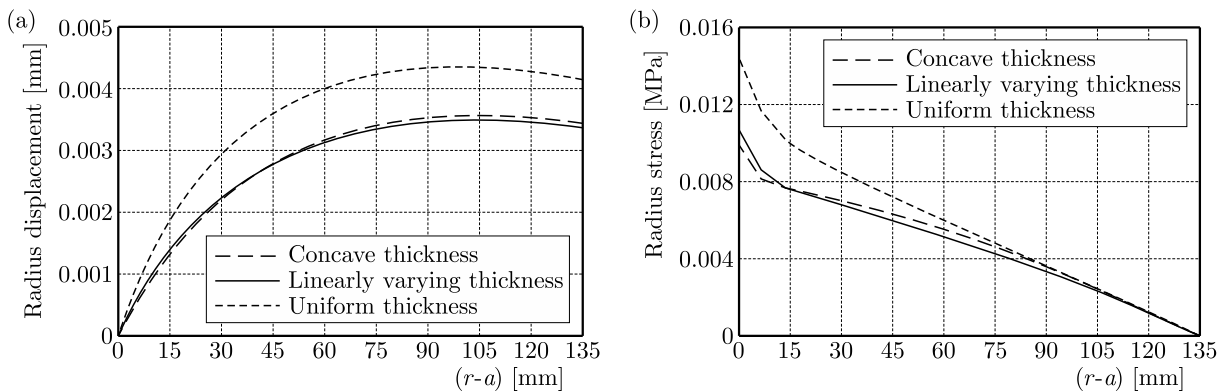 (a)
0.005
0.004
0.003
0.002
0.001
0
Radius displacement [mm]
Concave thickness
Linearly varying thickness
Uniform thickness
0 15 30 45 60 75 90 105 120 135
(r-a) [mm]
(b)
0.016
0.012
0.008
0.004
0
Radius stress [MPa]
Concave thickness
Linearly varying thickness
Uniform thickness
0 15 30 45 60 75 90 105 120 135
(r-a) [mm]